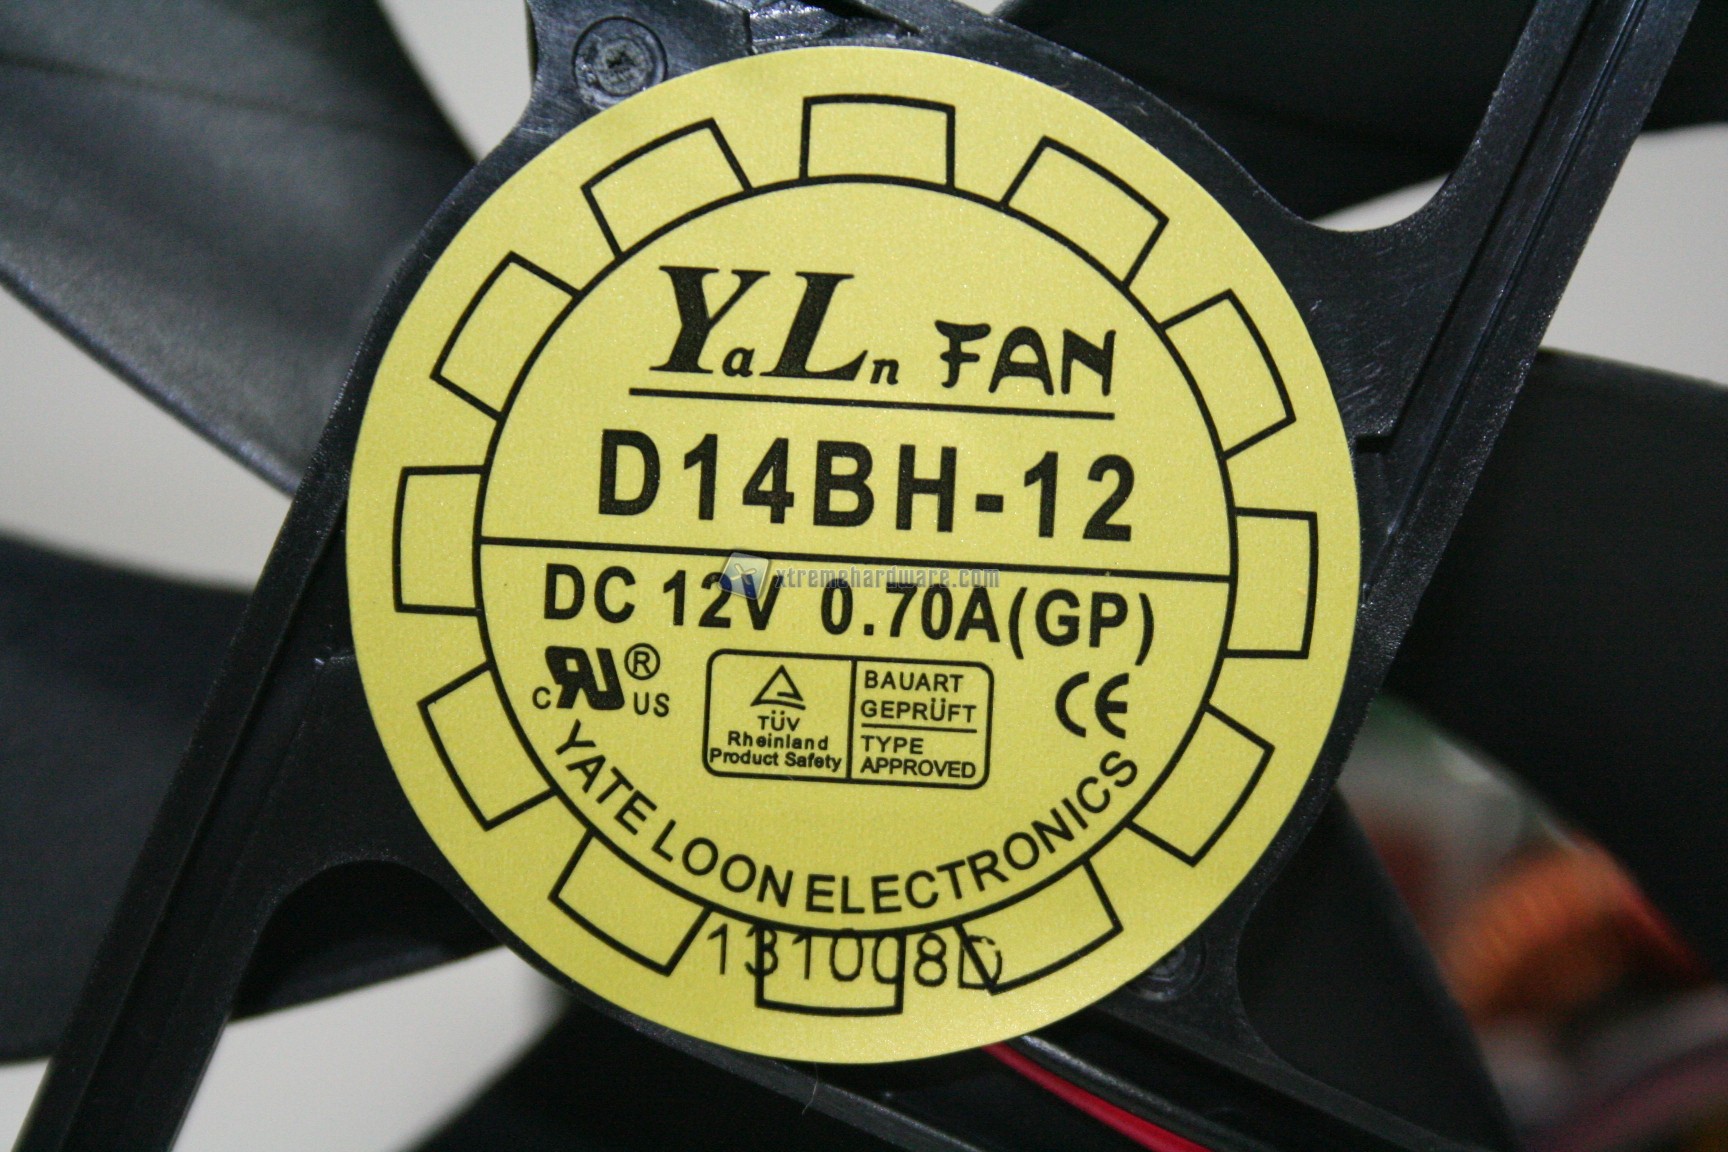 YaLn FAN
D14BH-12
DC 12V 0.70A(GP)
xtremehardware.com
C RU ® US
TÜV
Rheinland
Product Safety
BAUART
GEPRÜFT
TYPE
APPROVED
CE
YATE LOON ELECTRONICS
131008D